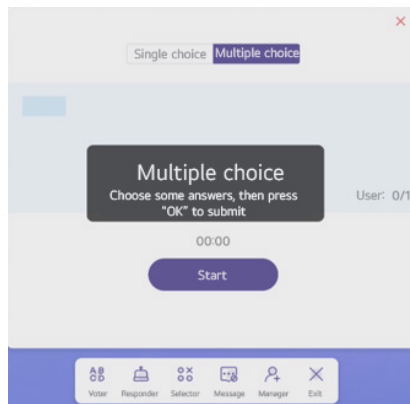 Single choice Multiple choice
Multiple choice
Choose some answers, then press
"OK" to submit
User: 0/1
00:00
Start
Voter Responder Selector Message Manager Exit